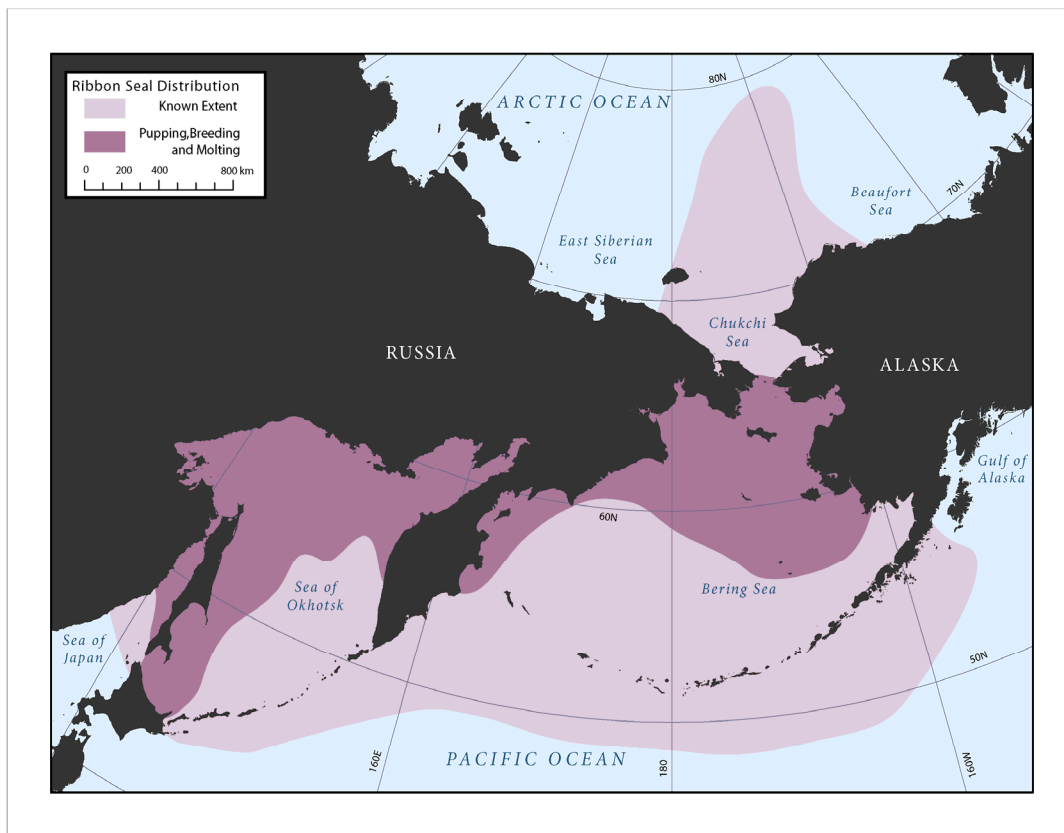 Ribbon Seal Distribution
Known Extent
Pupping,Breeding
and Molting
0 200 400 800 km
80N
ARCTIC OCEAN
70N
Beaufort
Sea
East Siberian
Sea
Chukchi
Sea
RUSSIA
ALASKA
Gulf of
Alaska
60N
Sea of
Okhotsk
Bering Sea
Sea of
Japan
50N
PACIFIC OCEAN
160E
180
160W